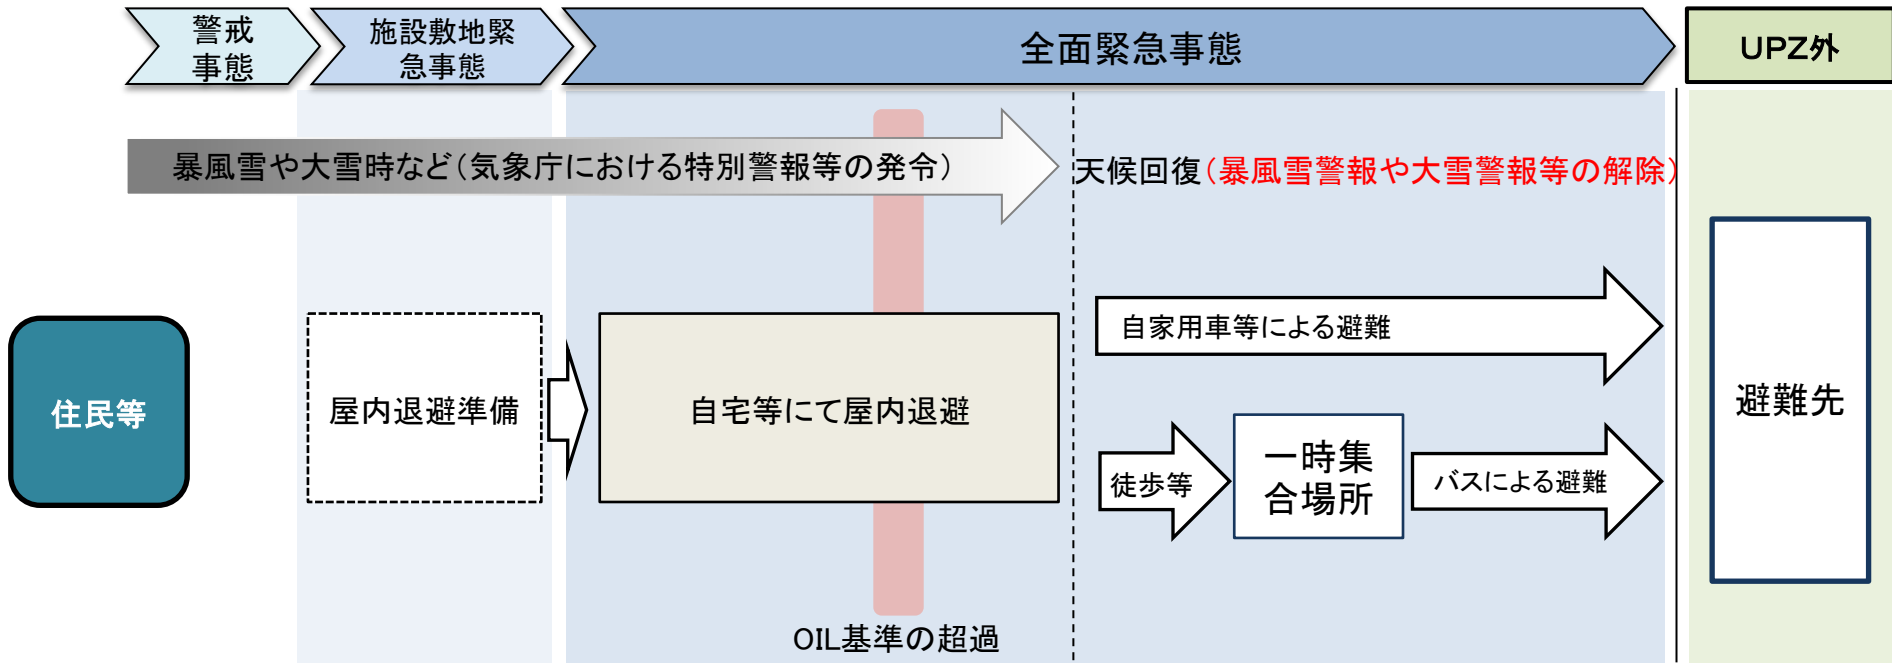 警戒
事態
施設敷地緊
急事態
全面緊急事態
UPZ外
暴風雪や大雪時など(気象庁における特別警報等の発令)
天候回復(暴風雪警報や大雪警報等の解除)
住民等
屋内退避準備
自宅等にて屋内退避
自家用車等による避難
徒歩等
一時集
合場所
バスによる避難
避難先
OIL基準の超過